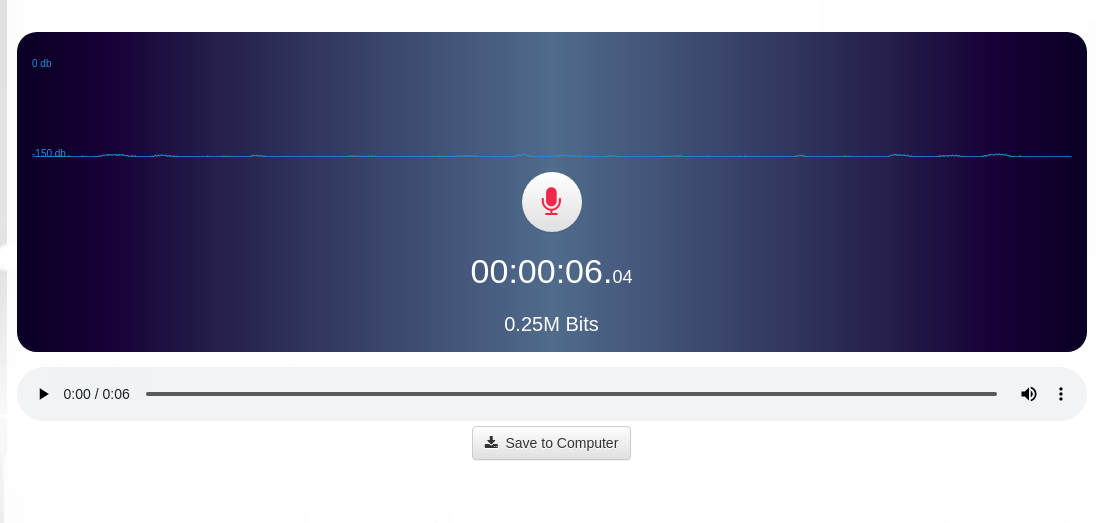 0 db
-150 db
00:00:06.04
0.25M Bits
0:00 / 0:06
Save to Computer